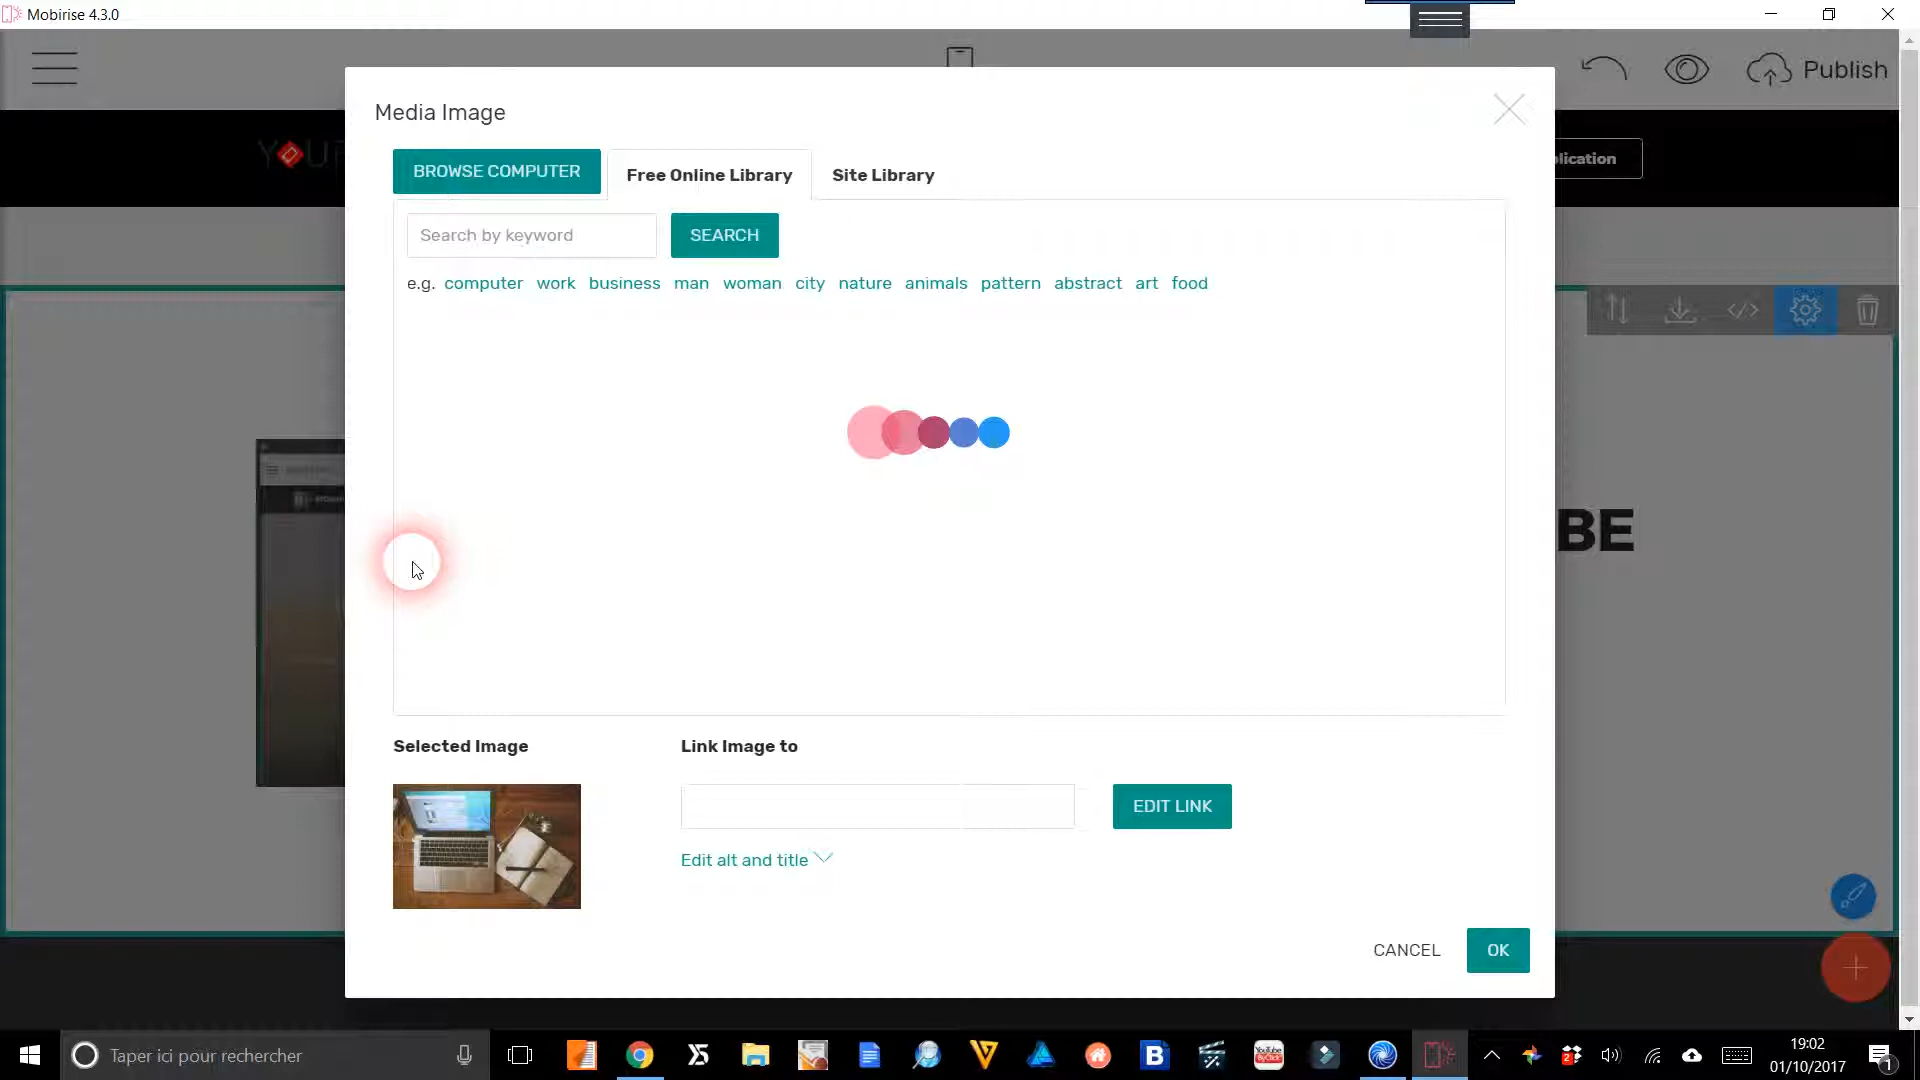 Mobirise 4.3.0
Publish
Media Image
YOUR
BROWSE COMPUTER
Free Online Library
Site Library
lication
Search by keyword
SEARCH
e.g. computer work business man woman city nature animals pattern abstract art food
BE
Selected Image
Link Image to
EDIT LINK
Edit alt and title
CANCEL
OK
Taper ici pour rechercher
19:02
01/10/2017